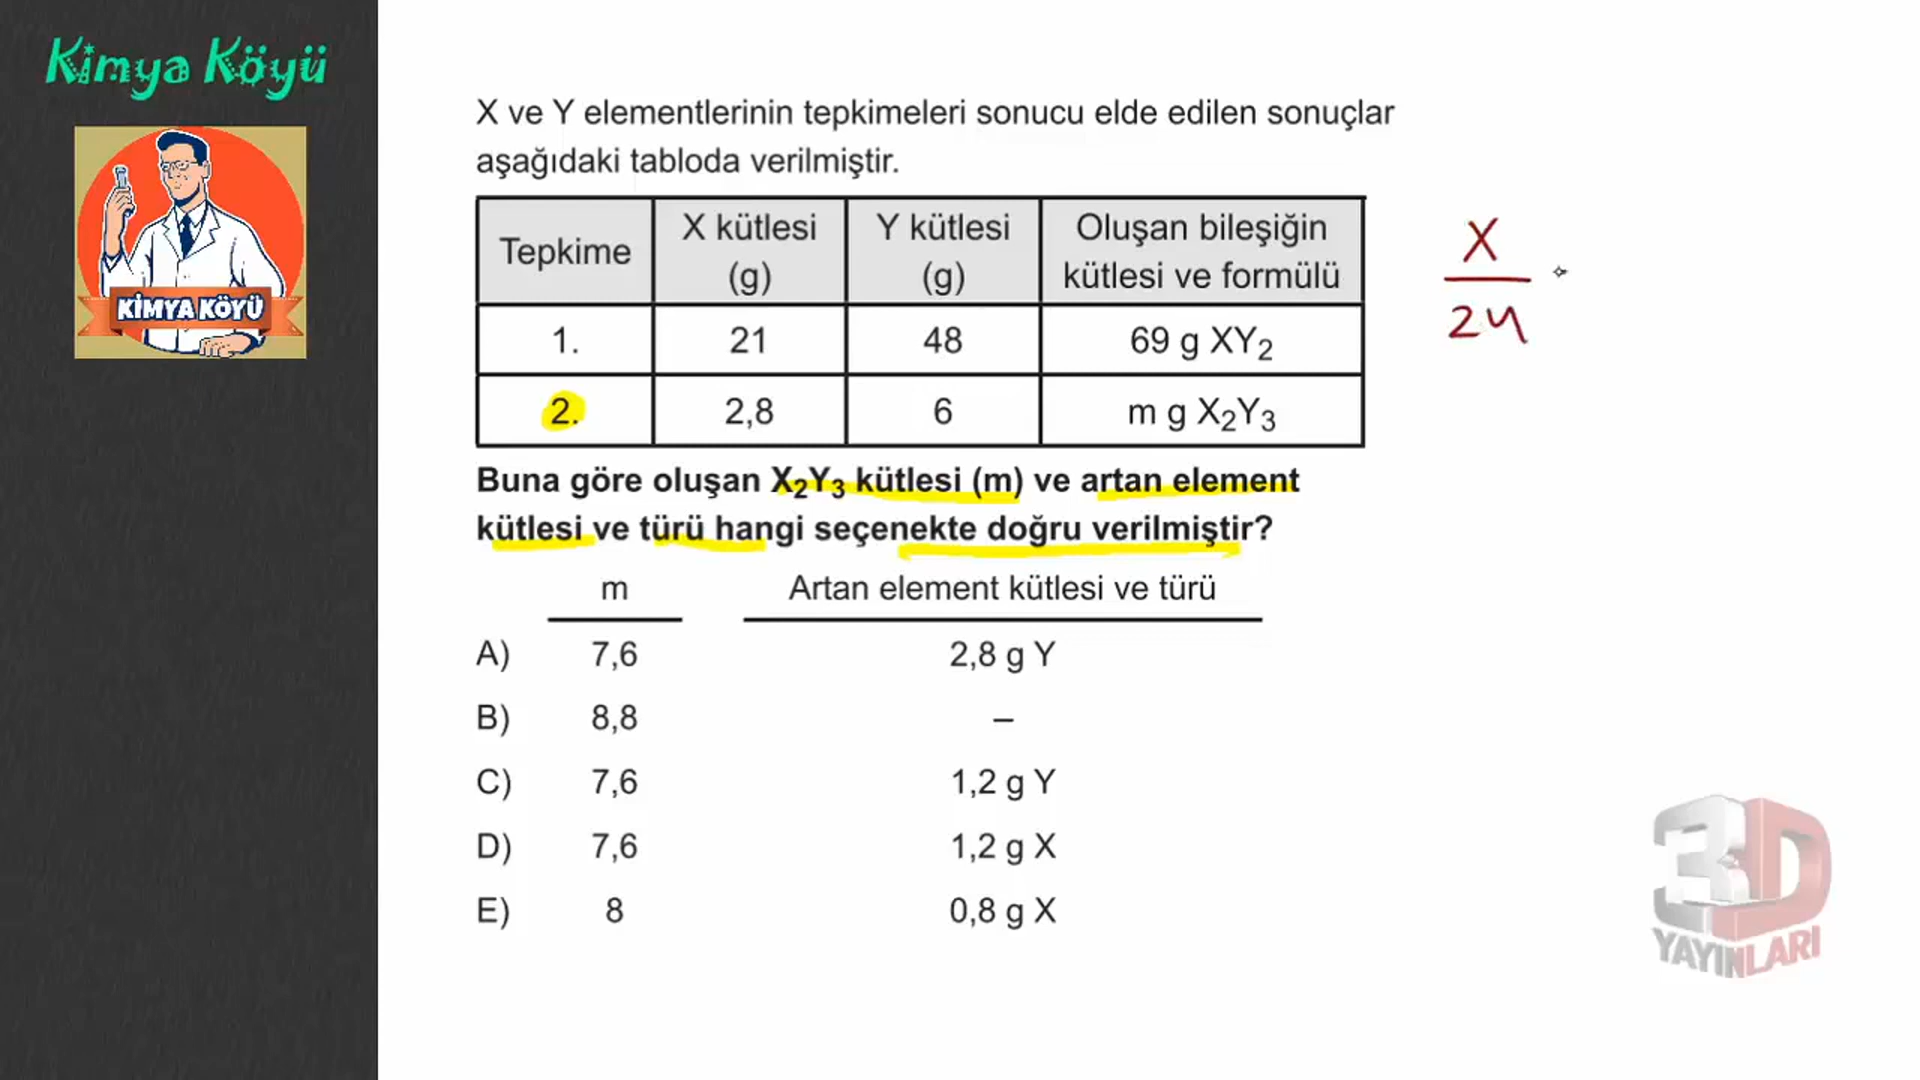 Kimya Köyü
KİMYA KÖYÜ
X ve Y elementlerinin tepkimeleri sonucu elde edilen sonuçlar
aşağıdaki tabloda verilmiştir.
Tepkime X kütlesi (g) Y kütlesi (g) Oluşan bileşiğin kütlesi ve formülü
1. 21 48 69 g XY₂
2. 2,8 6 m g X₂Y₃
X
2Y
Buna göre oluşan X₂Y₃ kütlesi (m) ve artan element
kütlesi ve türü hangi seçenekte doğru verilmiştir?
m Artan element kütlesi ve türü
A) 7,6 2,8 g Y
B) 8,8 –
C) 7,6 1,2 g Y
D) 7,6 1,2 g X
E) 8 0,8 g X
3D
YAYINLARI